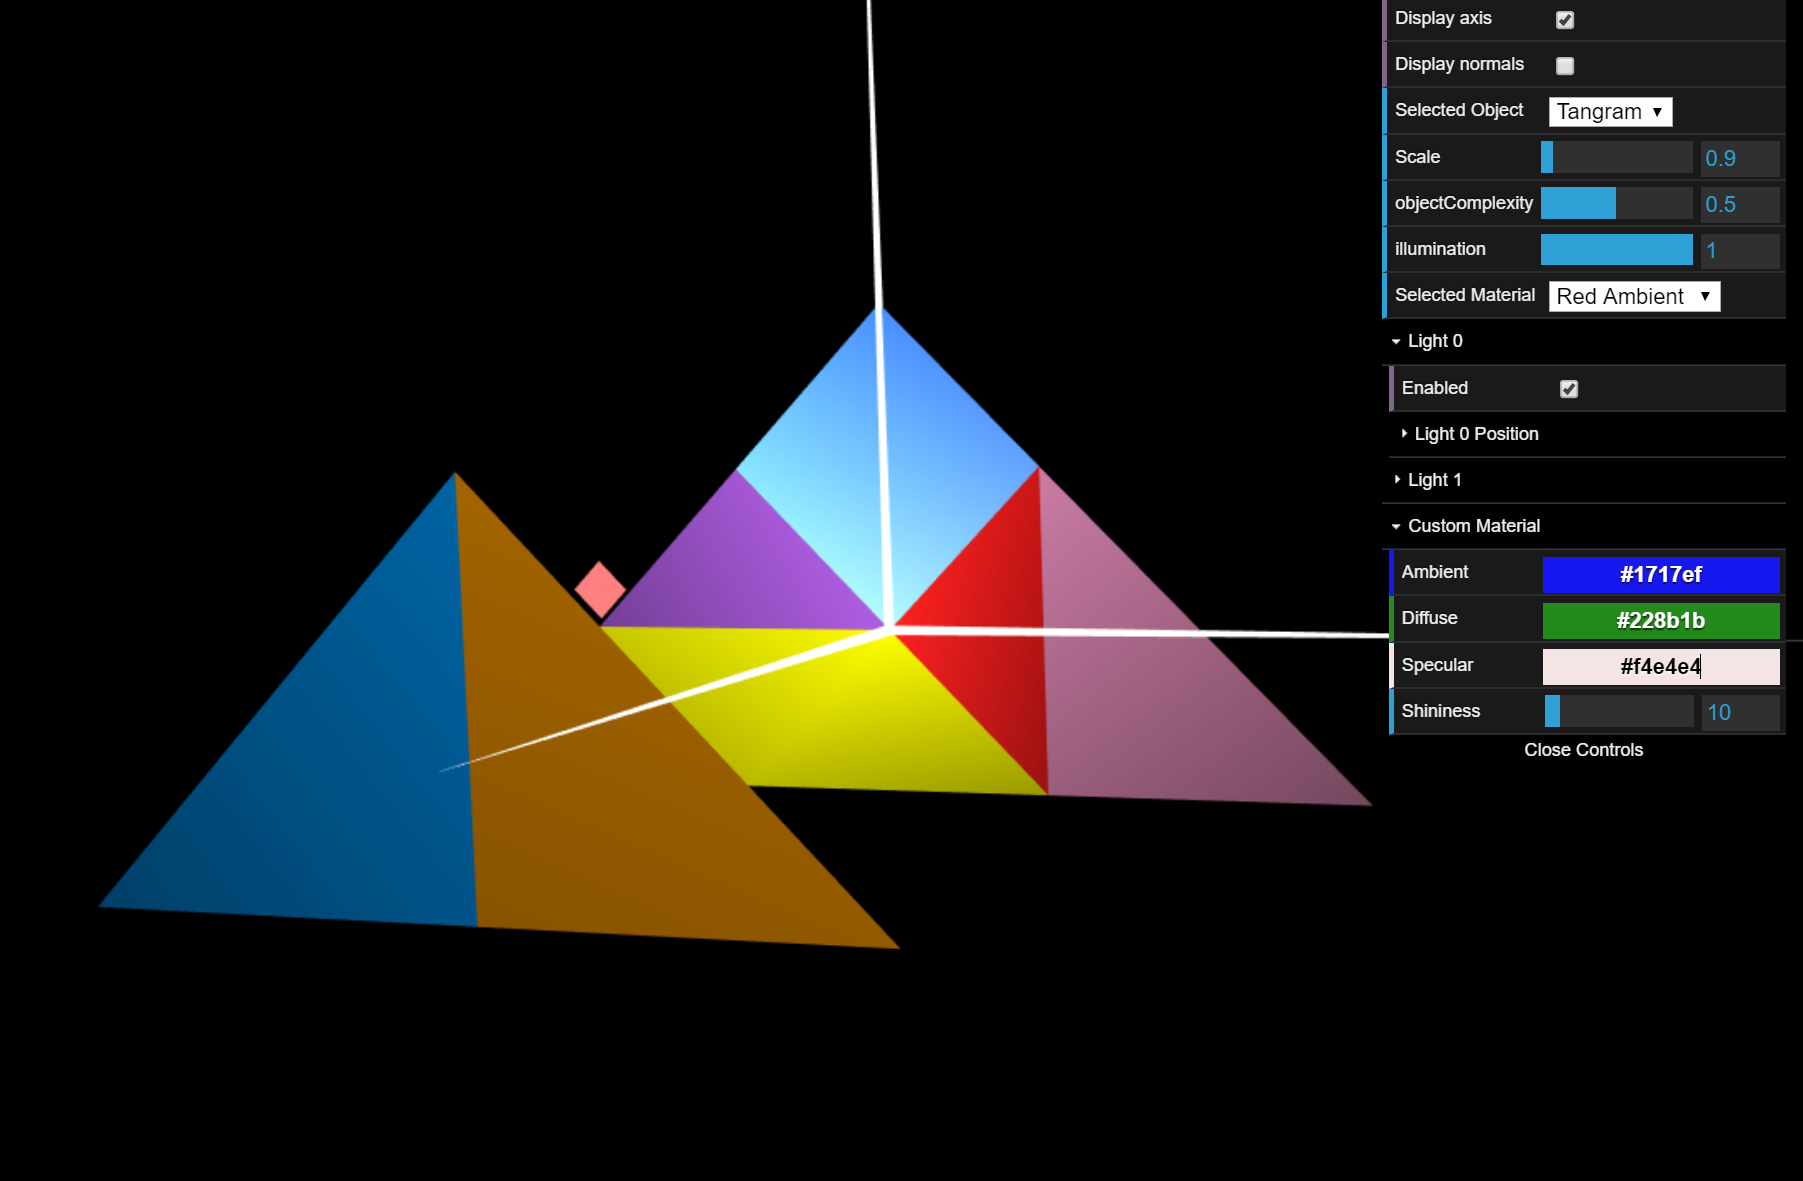 Display axis
Display normals
Selected Object Tangram
Scale 0.9
objectComplexity 0.5
illumination 1
Selected Material Red Ambient
Light 0
Enabled
Light 0 Position
Light 1
Custom Material
Ambient #1717ef
Diffuse #228b1b
Specular #f4e4e4
Shininess 10
Close Controls